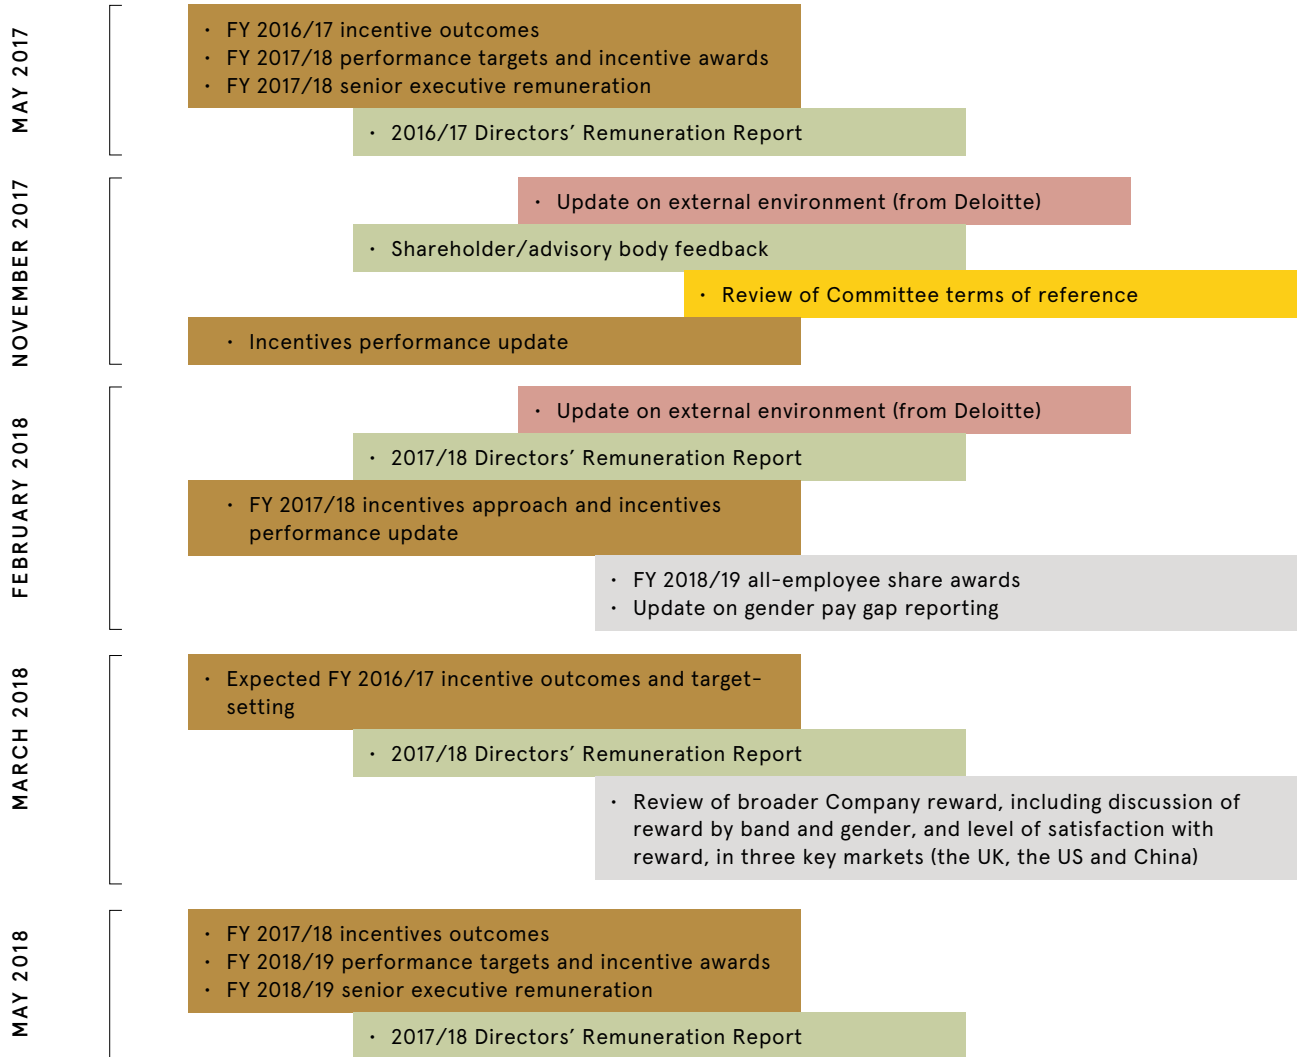 MAY 2017
· FY 2016/17 incentive outcomes
· FY 2017/18 performance targets and incentive awards
· FY 2017/18 senior executive remuneration
· 2016/17 Directors’ Remuneration Report
NOVEMBER 2017
· Update on external environment (from Deloitte)
· Shareholder/advisory body feedback
· Review of Committee terms of reference
· Incentives performance update
FEBRUARY 2018
· Update on external environment (from Deloitte)
· 2017/18 Directors’ Remuneration Report
· FY 2017/18 incentives approach and incentives
performance update
· FY 2018/19 all-employee share awards
· Update on gender pay gap reporting
MARCH 2018
· Expected FY 2016/17 incentive outcomes and target-
setting
· 2017/18 Directors’ Remuneration Report
· Review of broader Company reward, including discussion of
reward by band and gender, and level of satisfaction with
reward, in three key markets (the UK, the US and China)
MAY 2018
· FY 2017/18 incentives outcomes
· FY 2018/19 performance targets and incentive awards
· FY 2018/19 senior executive remuneration
· 2017/18 Directors’ Remuneration Report